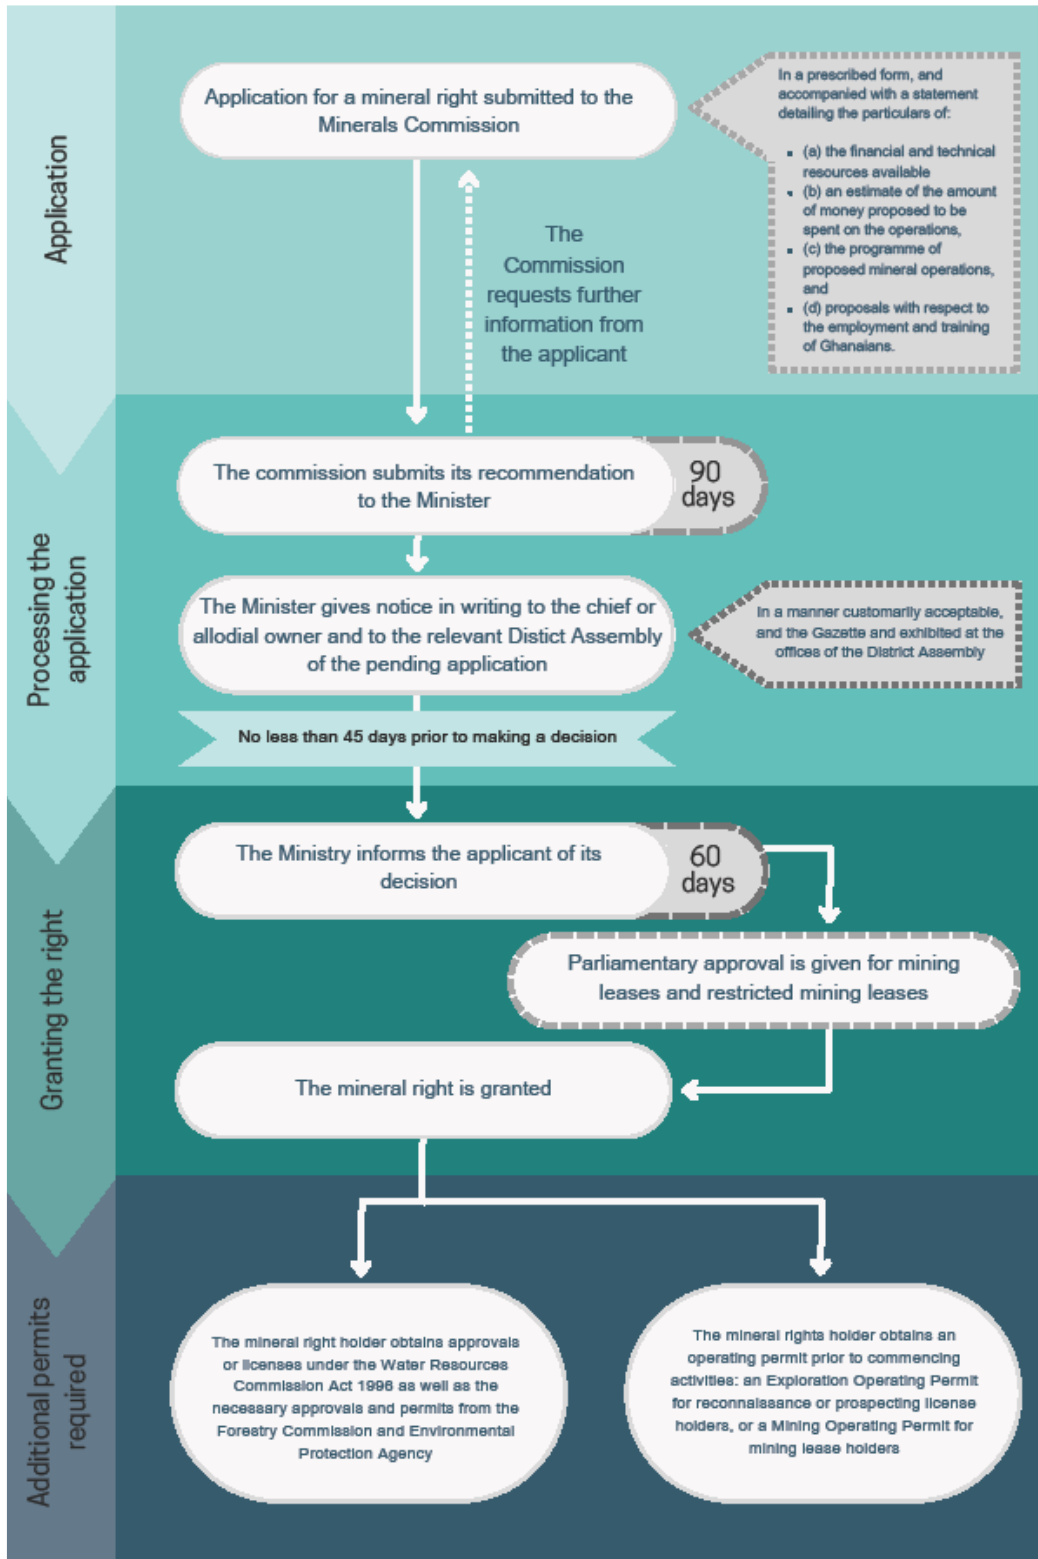 Application
Application for a mineral right submitted to the
Minerals Commission
In a prescribed form, and
accompanied with a statement
detailing the particulars of:
(a) the financial and technical
resources available
(b) an estimate of the amount
of money proposed to be
spent on the operations,
(c) the programme of
proposed mineral operations,
and
(d) proposals with respect to
the employment and training
of Ghanaians.
The
Commission
requests further
information from
the applicant
Processing the
application
The commission submits its recommendation
to the Minister
90
days
The Minister gives notice in writing to the chief or
allodial owner and to the relevant Distict Assembly
of the pending application
In a manner customarily acceptable,
and the Gazette and exhibited at the
offices of the District Assembly
No less than 45 days prior to making a decision
Granting the right
The Ministry informs the applicant of its
decision
60
days
Parliamentary approval is given for mining
leases and restricted mining leases
The mineral right is granted
Additional permits
required
The mineral right holder obtains approvals
or licenses under the Water Resources
Commission Act 1996 as well as the
necessary approvals and permits from the
Forestry Commission and Environmental
Protection Agency
The mineral rights holder obtains an
operating permit prior to commencing
activities: an Exploration Operating Permit
for reconnaissance or prospecting license
holders, or a Mining Operating Permit for
mining lease holders